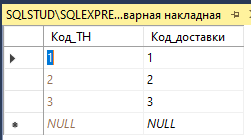 SQLSTUD\SQLEXPRE...варная накладная
Код_ТН Код_доставки
1 1
2 2
3 3
NULL NULL